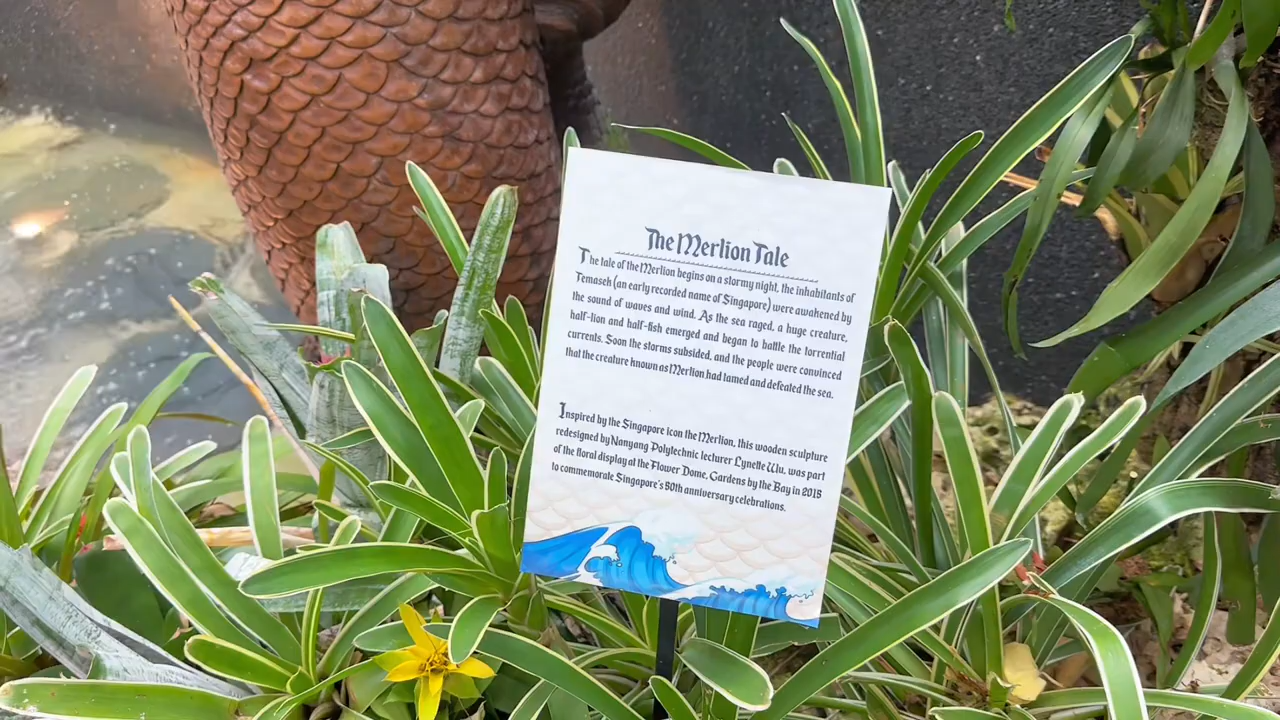 The Merlion Tale
The tale of the Merlion begins on a stormy night, the inhabitants of
Temasek (an early recorded name of Singapore) were awakened by
the sound of waves and wind. As the sea raged, a huge creature,
half-lion and half-fish emerged and began to battle the torrential
currents. Soon the storms subsided, and the people were convinced
that the creature known as Merlion had tamed and defeated the sea.
Inspired by the Singapore icon the Merlion, this wooden sculpture
redesigned by Nanyang Polytechnic lecturer Lynette Wu, was part
of the floral display at the Flower Dome, Gardens by the Bay in 2015
to commemorate Singapore's 50th anniversary celebrations.